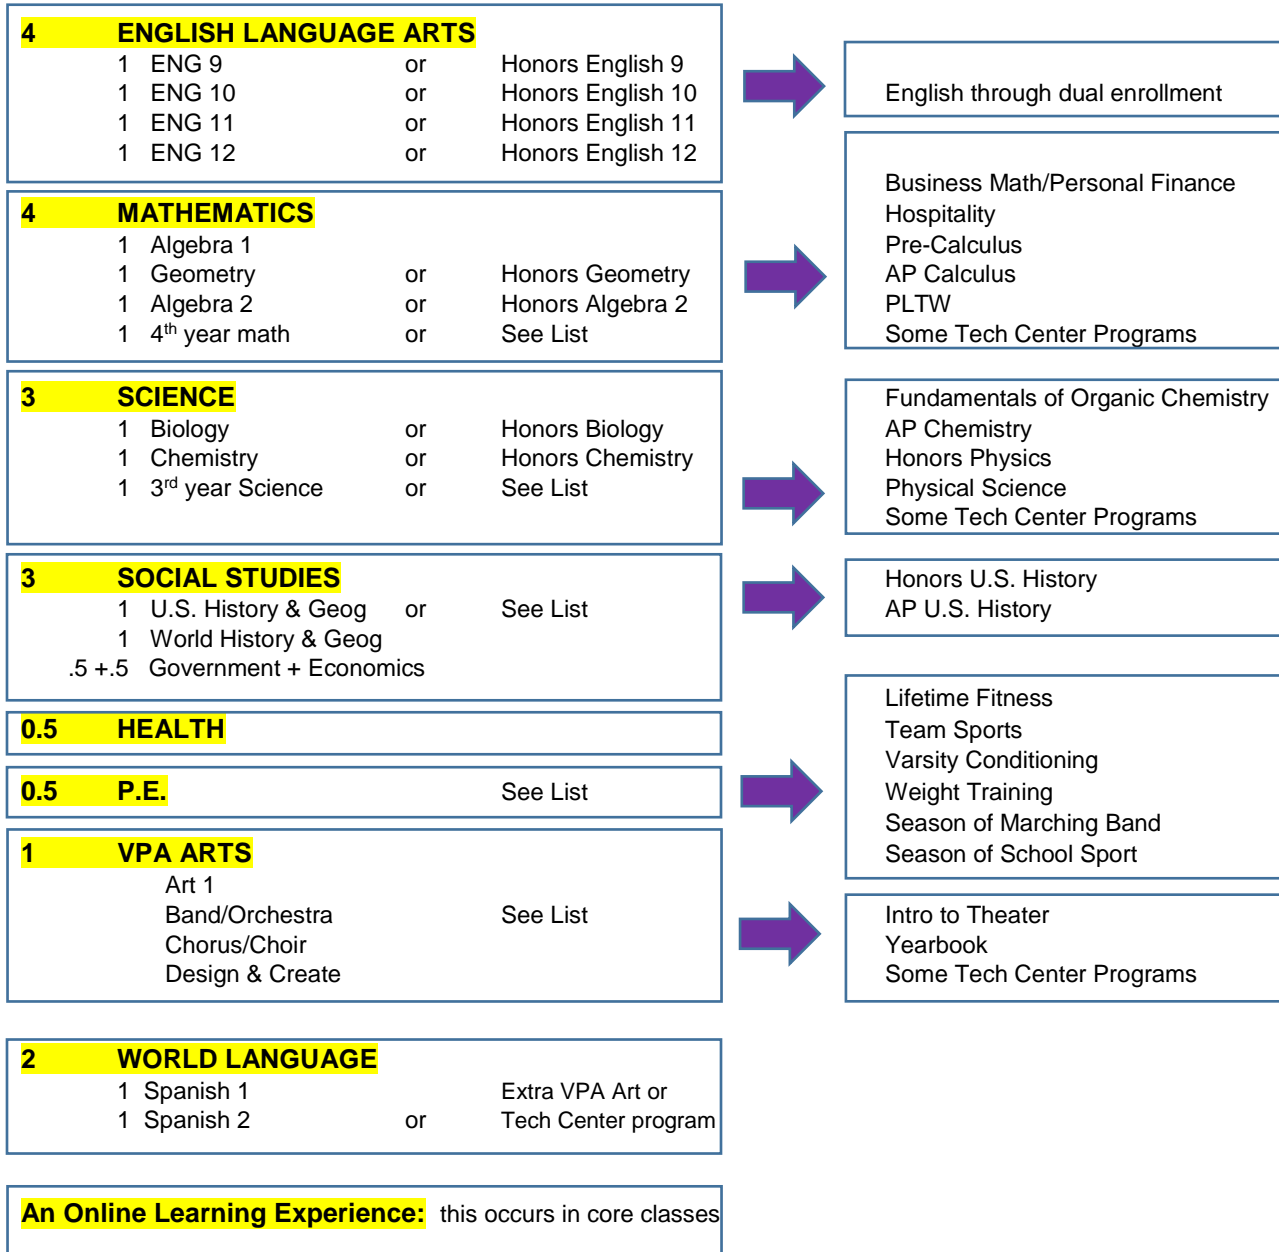 4 ENGLISH LANGUAGE ARTS
1 ENG 9 or Honors English 9
1 ENG 10 or Honors English 10
1 ENG 11 or Honors English 11
1 ENG 12 or Honors English 12
English through dual enrollment
4 MATHEMATICS
1 Algebra 1
1 Geometry or Honors Geometry
1 Algebra 2 or Honors Algebra 2
1 4th year math or See List
Business Math/Personal Finance
Hospitality
Pre-Calculus
AP Calculus
PLTW
Some Tech Center Programs
3 SCIENCE
1 Biology or Honors Biology
1 Chemistry or Honors Chemistry
1 3rd year Science or See List
Fundamentals of Organic Chemistry
AP Chemistry
Honors Physics
Physical Science
Some Tech Center Programs
3 SOCIAL STUDIES
1 U.S. History & Geog or See List
1 World History & Geog
.5 +.5 Government + Economics
Honors U.S. History
AP U.S. History
0.5 HEALTH
0.5 P.E. See List
Lifetime Fitness
Team Sports
Varsity Conditioning
Weight Training
Season of Marching Band
Season of School Sport
1 VPA ARTS
Art 1
Band/Orchestra See List
Chorus/Choir
Design & Create
Intro to Theater
Yearbook
Some Tech Center Programs
2 WORLD LANGUAGE
1 Spanish 1 Extra VPA Art or
1 Spanish 2 or Tech Center program
An Online Learning Experience: this occurs in core classes